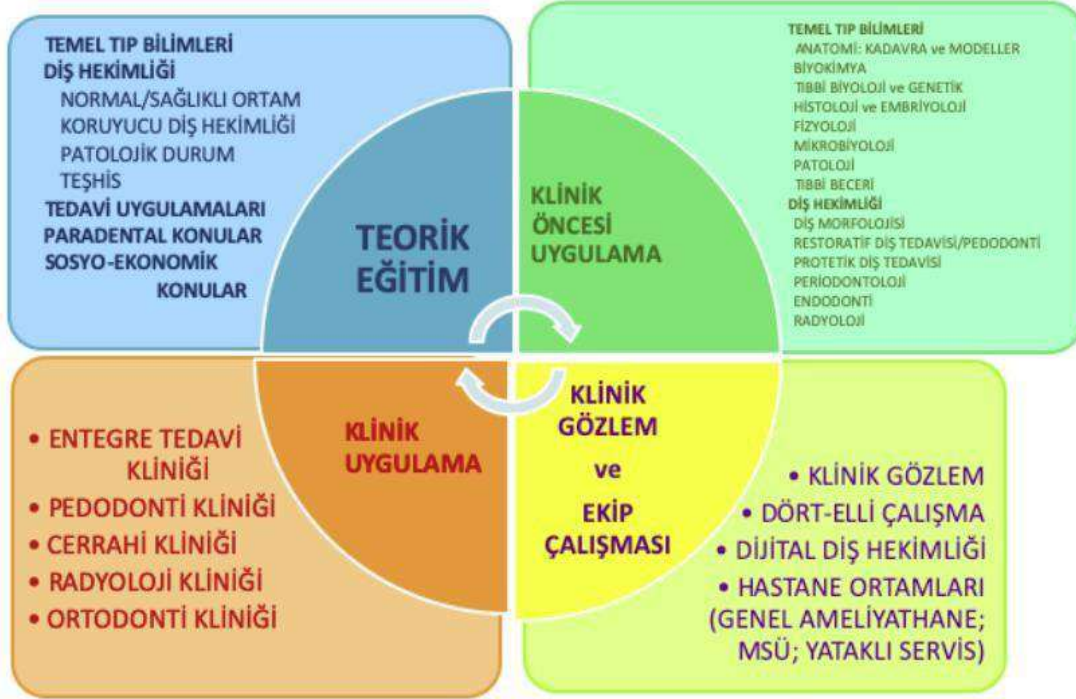 TEMEL TIP BİLİMLERİ
DİŞ HEKİMLİĞİ
NORMAL/SAĞLIKLI ORTAM
KORUYUCU DİŞ HEKİMLİĞİ
PATOLOJİK DURUM
TEŞHİS
TEDAVİ UYGULAMALARI
PARADENTAL KONULAR
SOSYO-EKONOMİK
KONULAR
TEORİK
EĞİTİM
KLİNİK
ÖNCESİ
UYGULAMA
TEMEL TIP BİLİMLERİ
ANATOMİ: KADAVRA ve MODELLER
BİYOKİMYA
TIBBİ BİYOLOJİ ve GENETİK
HİSTOLOJİ ve EMBRİYOLOJİ
FİZYOLOJİ
MİKROBİYOLOJİ
PATOLOJİ
TIBBİ BECERİ
DİŞ HEKİMLİĞİ
DİŞ MORFOLOJİSİ
RESTORATİF DİŞ TEDAVİSİ/PEDODONTİ
PROTETİK DİŞ TEDAVİSİ
PERİODONTOLOJİ
ENDODONTİ
RADYOLOJİ
• ENTEGRE TEDAVİ
KLİNİĞİ
• PEDODONTİ KLİNİĞİ
• CERRAHİ KLİNİĞİ
• RADYOLOJİ KLİNİĞİ
• ORTODONTİ KLİNİĞİ
KLİNİK
UYGULAMA
KLİNİK
GÖZLEM
ve
EKİP
ÇALIŞMASI
• KLİNİK GÖZLEM
• DÖRT-ELLİ ÇALIŞMA
• DİJİTAL DİŞ HEKİMLİĞİ
• HASTANE ORTAMLARI
(GENEL AMELİYATHANE;
MSÜ; YATAKLI SERVİS)